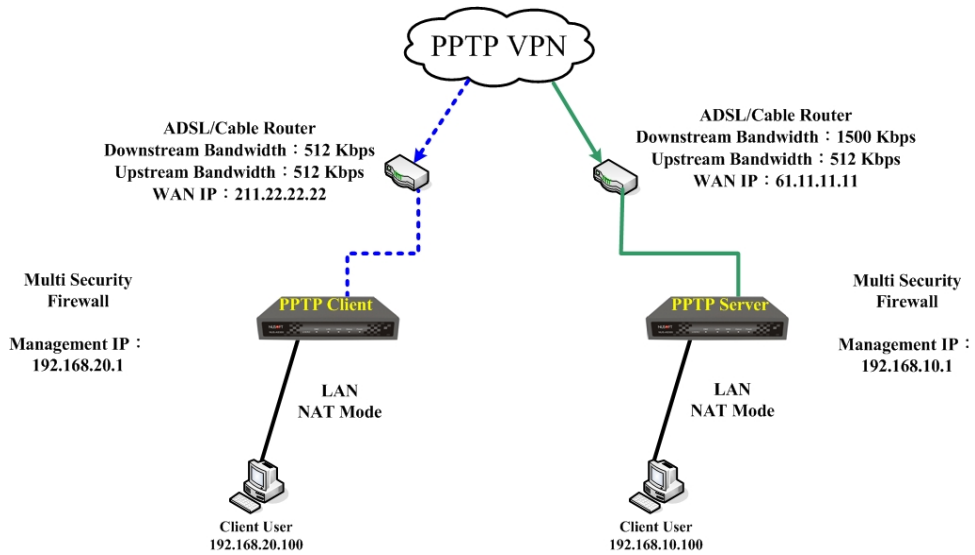 PPTP VPN
ADSL/Cable Router
Downstream Bandwidth：512 Kbps
Upstream Bandwidth：512 Kbps
WAN IP：211.22.22.22
ADSL/Cable Router
Downstream Bandwidth：1500 Kbps
Upstream Bandwidth：512 Kbps
WAN IP：61.11.11.11
Multi Security
Firewall
Management IP：
192.168.20.1
PPTP Client
PPTP Server
Multi Security
Firewall
Management IP：
192.168.10.1
LAN
NAT Mode
LAN
NAT Mode
Client User
192.168.20.100
Client User
192.168.10.100